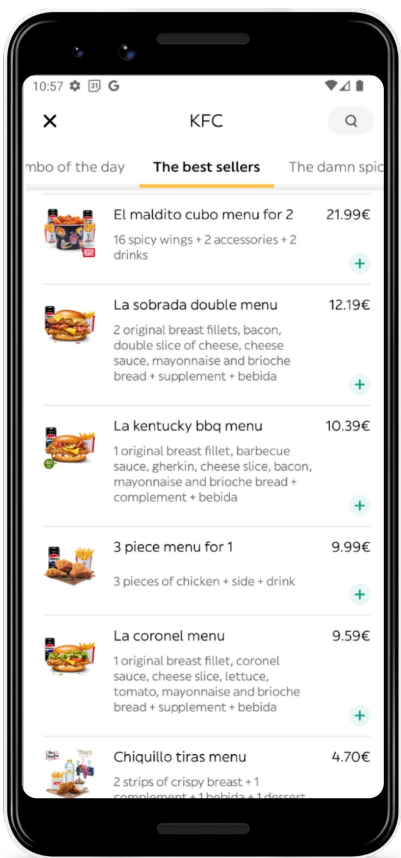 10:57 31 G
KFC
mbo of the day The best sellers The damn spic
El maldito cubo menu for 2 21.99€
16 spicy wings + 2 accessories + 2
drinks
+
La sobrada double menu 12.19€
2 original breast fillets, bacon,
double slice of cheese, cheese
sauce, mayonnaise and brioche
bread + supplement + bebida
+
La kentucky bbq menu 10.39€
1 original breast fillet, barbecue
sauce, gherkin, cheese slice, bacon,
mayonnaise and brioche bread +
complement + bebida
+
3 piece menu for 1 9.99€
3 pieces of chicken + side + drink
+
La coronel menu 9.59€
1 original breast fillet, coronel
sauce, cheese slice, lettuce,
tomato, mayonnaise and brioche
bread + supplement + bebida
+
Chiquillo tiras menu 4.70€
2 strips of crispy breast + 1
complement + 1 bebida + 1 dessert